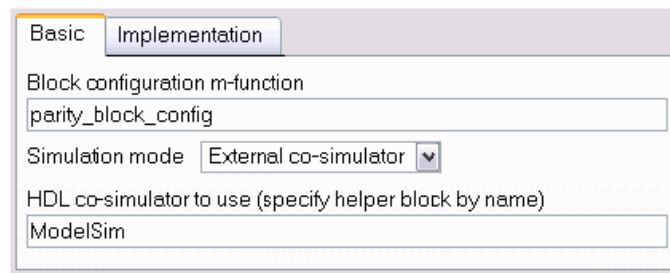 Basic Implementation
Block configuration m-function
parity_block_config
Simulation mode External co-simulator
HDL co-simulator to use (specify helper block by name)
ModelSim